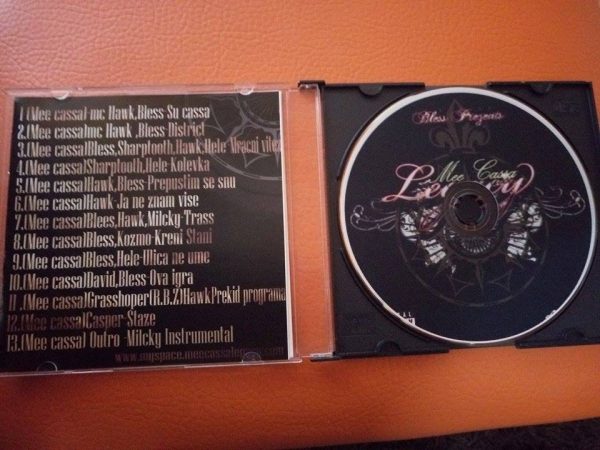 1.(Mee cassa)-mc Hawk,Bless-Su cassa
2.(Mee cassa)mc Hawk ,Bless-District
3.(Mee cassa)Bless,Sharptooth,Hawk,Hele-Mracni vitez
4.(Mee cassa)Sharptooth,Hele-Kolevka
5.(Mee cassa)Hawk,Bless-Prepustim se snu
6.(Mee cassa)Hawk-Ja ne znam vise
7.(Mee cassa)Blees,Hawk,Milcky-Trass
8.(Mee cassa)Bless,Kozmo-Kreni Stani
9.(Mee cassa)Bless,Hele-Ulica ne ume
10.(Mee cassa)David,Bless-Ova igra
11 .(Mee cassa)Grasshoper(R.B.Z)Hawk Prekid programa
12.(Mee cassa)Casper-Staze
13.(Mee cassa) Outro -Milcky Instrumental
Bless Prezents
Mee Cassa